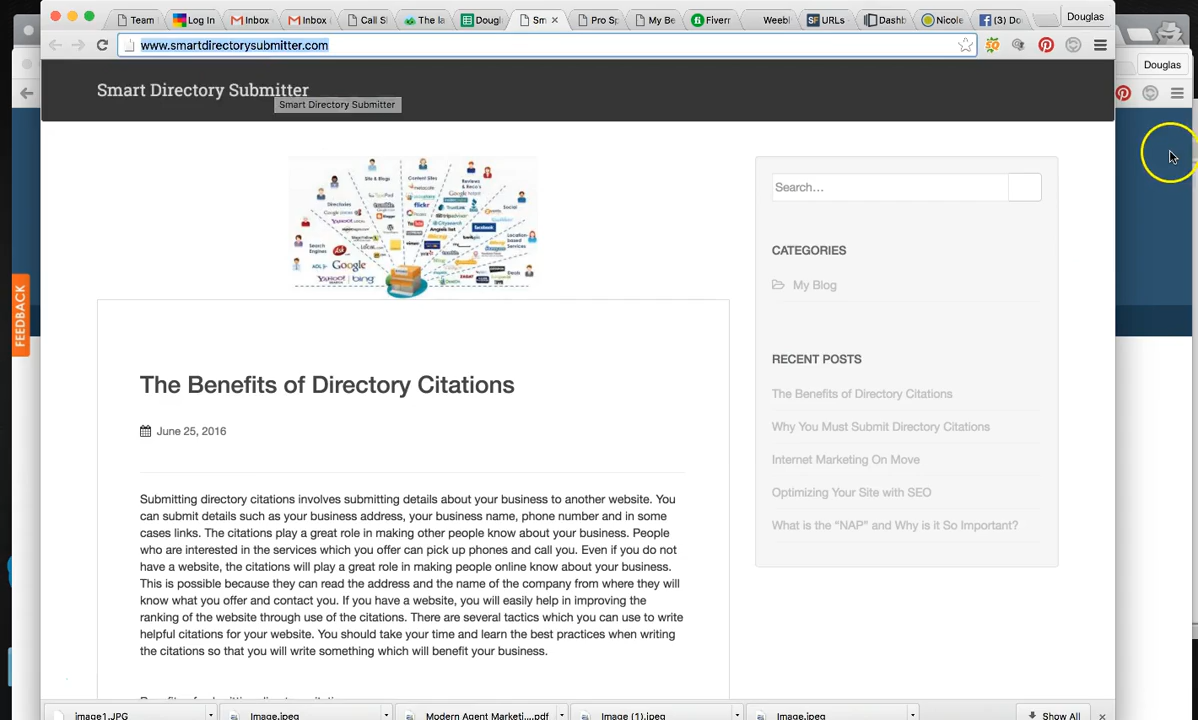 Team
Log In
Inbox
Inbox
Call S
The la
Dougl
Sm
Pro Sp
My Be
Fiverr
Weebl
URLs
Dashb
Nicole
(3) Do
Douglas
www.smartdirectorysubmitter.com
Douglas
Smart Directory Submitter
Smart Directory Submitter
Search...
CATEGORIES
My Blog
Google
YAHOO!
bing
FEEDBACK
RECENT POSTS
The Benefits of Directory Citations
Why You Must Submit Directory Citations
Internet Marketing On Move
Optimizing Your Site with SEO
What is the “NAP” and Why is it So Important?
The Benefits of Directory Citations
June 25, 2016
Submitting directory citations involves submitting details about your business to another website. You
can submit details such as your business address, your business name, phone number and in some
cases links. The citations play a great role in making other people know about your business. People
who are interested in the services which you offer can pick up phones and call you. Even if you do not
have a website, the citations will play a great role in making people online know about your business.
This is possible because they can read the address and the name of the company from where they will
know what you offer and contact you. If you have a website, you will easily help in improving the
ranking of the website through use of the citations. There are several tactics which you can use to write
helpful citations for your website. You should take your time and learn the best practices when writing
the citations so that you will write something which will benefit your business.
image1.JPG
Image.jpeg
Modern Agent Marketi....pdf
Image (1).jpeg
Image.jpeg
Show All